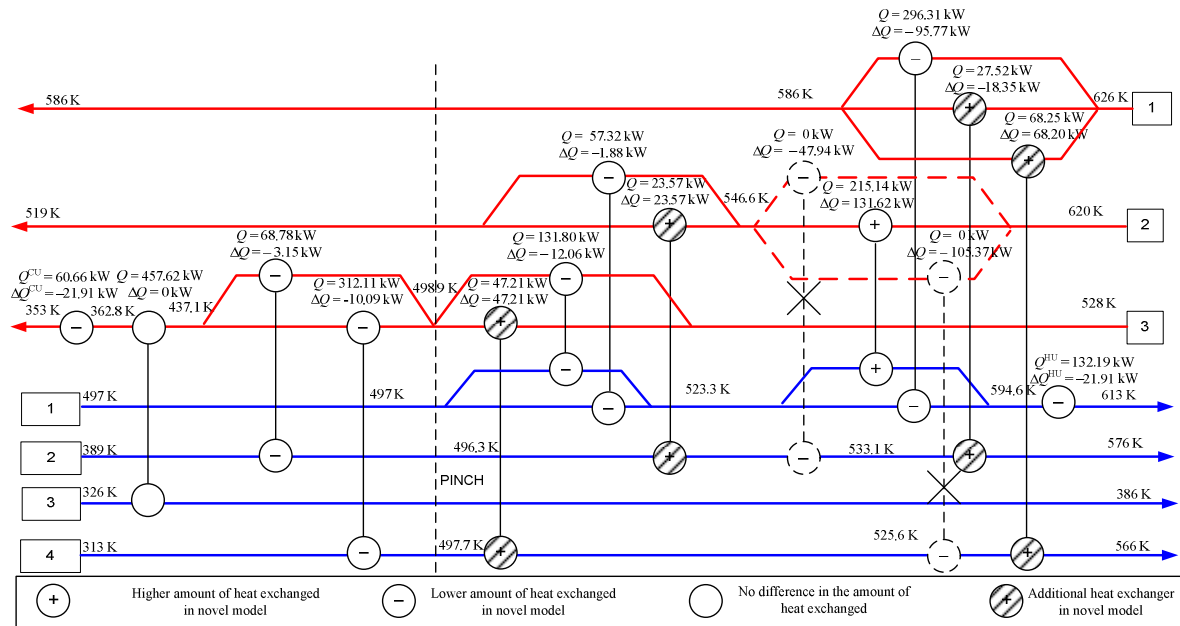 Q = 296.31 kW
ΔQ = −95.77 kW
Q = 27.52 kW
ΔQ = −18.35 kW
586 K
586 K
626 K
1
Q = 68.25 kW
ΔQ = 68.20 kW
Q = 57.32 kW
ΔQ = −1.88 kW
Q = 0 kW
ΔQ = −47.94 kW
Q = 23.57 kW
ΔQ = 23.57 kW
546.6 K
Q = 215.14 kW
ΔQ = 131.62 kW
519 K
620 K
2
Q = 68.78 kW
ΔQ = −3.15 kW
Q = 131.80 kW
ΔQ = −12.06 kW
Q = 0 kW
ΔQ = −105.37 kW
Q^CU = 60.66 kW
ΔQ^CU = −21.91 kW
Q = 457.62 kW
ΔQ = 0 kW
Q = 312.11 kW
ΔQ = -10.09 kW
498.9 K
Q = 47.21 kW
ΔQ = 47.21 kW
353 K
362.8 K
437.1 K
528 K
3
Q^HU = 132.19 kW
ΔQ^HU = −21.91 kW
1
497 K
497 K
523.3 K
594.6 K
613 K
2
389 K
496.3 K
533.1 K
576 K
PINCH
3
326 K
386 K
4
313 K
497.7 K
525.6 K
566 K
+ Higher amount of heat exchanged
in novel model
− Lower amount of heat exchanged
in novel model
No difference in the amount of
heat exchanged
+ Additional heat exchanger
in novel model